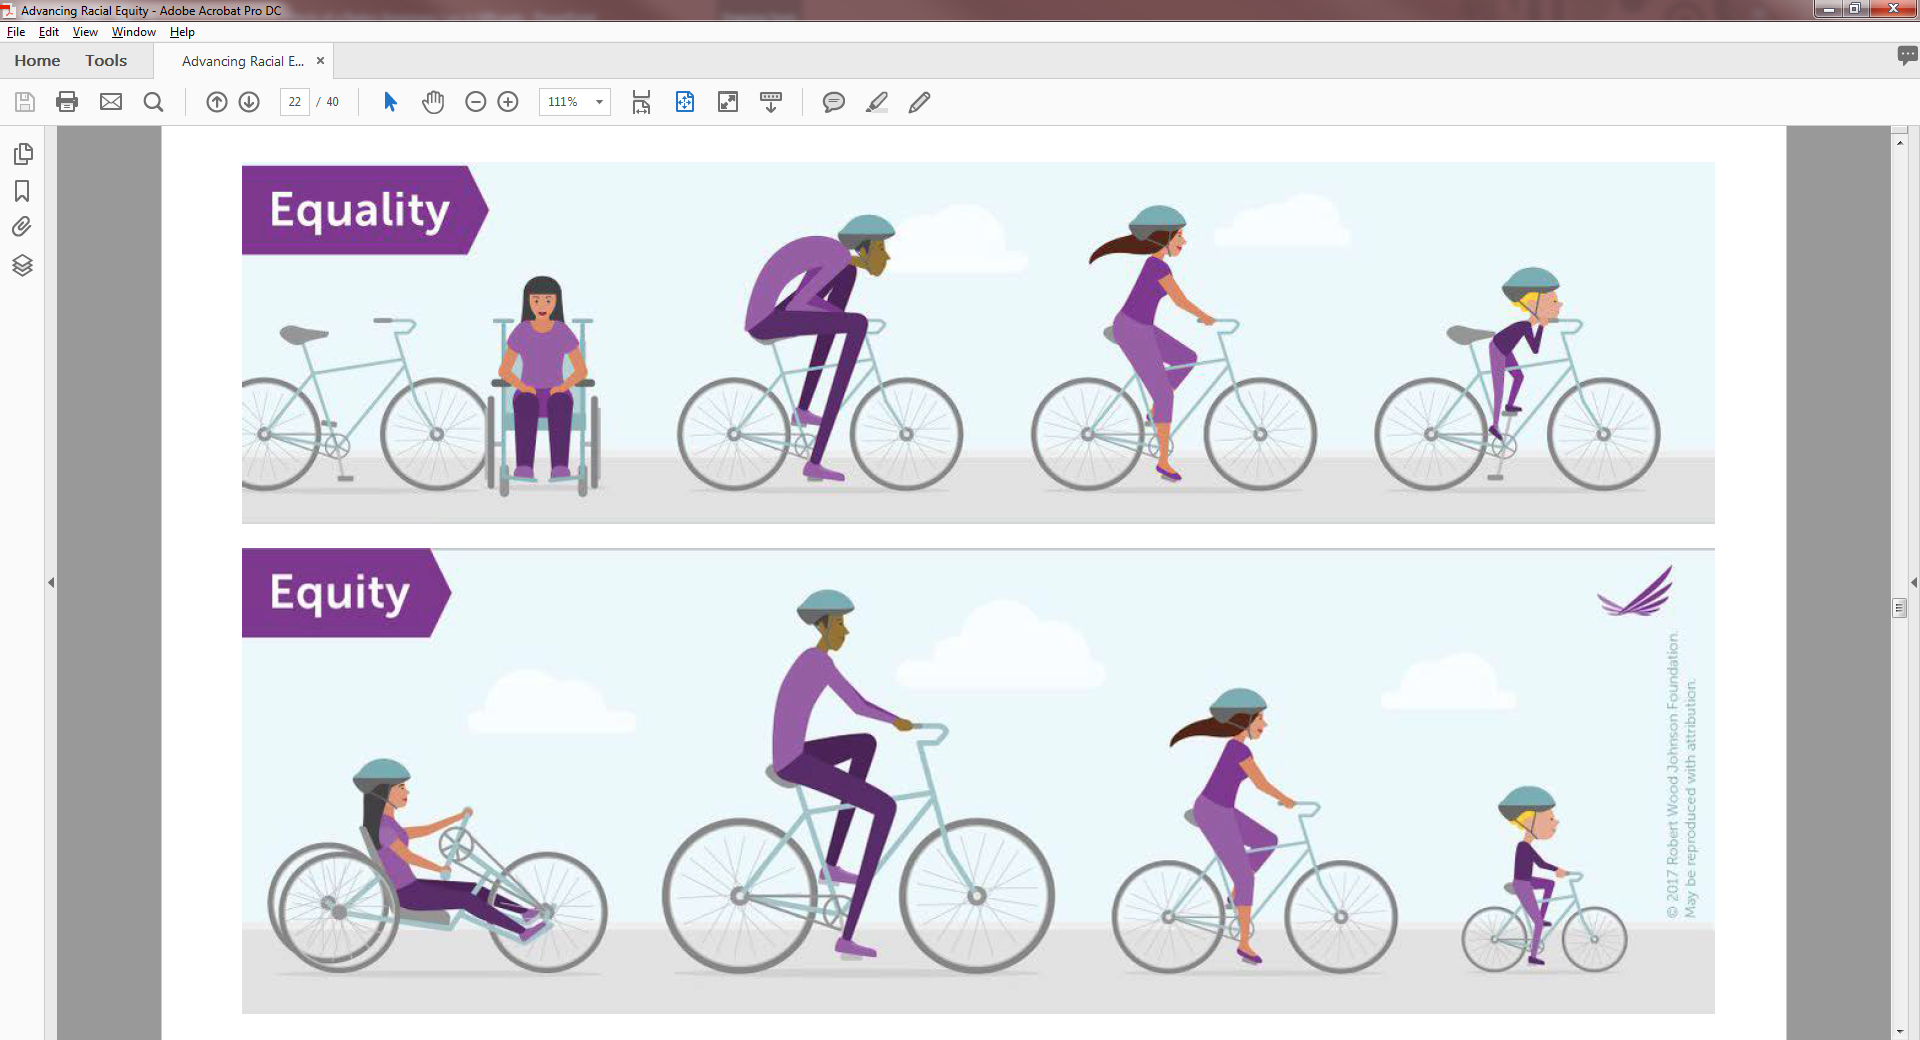 Advancing Racial Equity - Adobe Acrobat Pro DC
File Edit View Window Help
Home Tools Advancing Racial E... ×
22 / 40 111%
Equality
Equity
© 2017 Robert Wood Johnson Foundation.
May be reproduced with attribution.